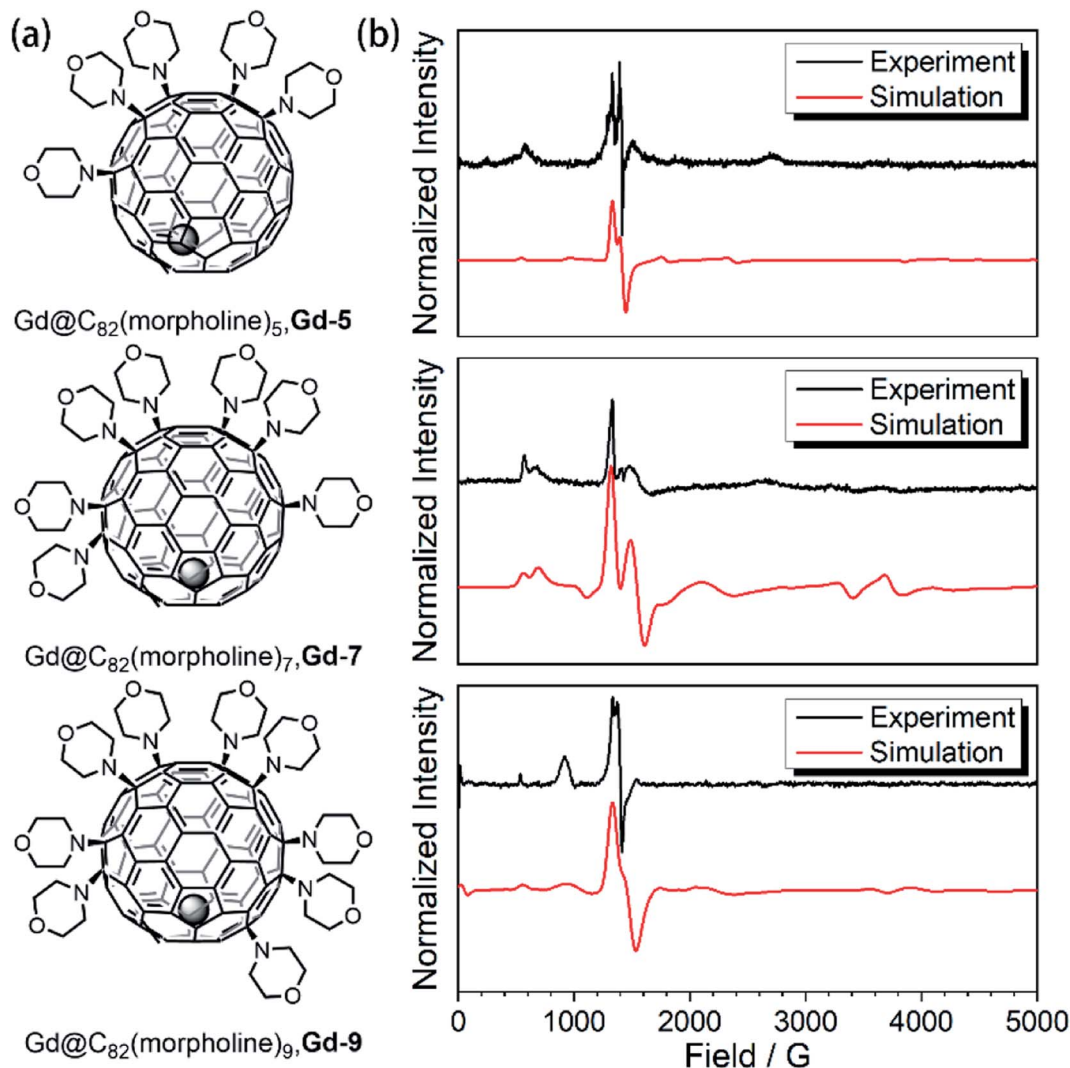 (a)
(b)
O
O
O
O
O
N
N
N
N
N
Gd@C82(morpholine)5,Gd-5
O
O
O
O
O
O
O
N
N
N
N
N
N
N
Gd@C82(morpholine)7,Gd-7
O
O
O
O
O
O
O
O
O
N
N
N
N
N
N
N
N
N
Gd@C82(morpholine)9,Gd-9
Normalized Intensity
Experiment
Simulation
Normalized Intensity
Experiment
Simulation
Normalized Intensity
Experiment
Simulation
0 1000 2000 3000 4000 5000
Field / G